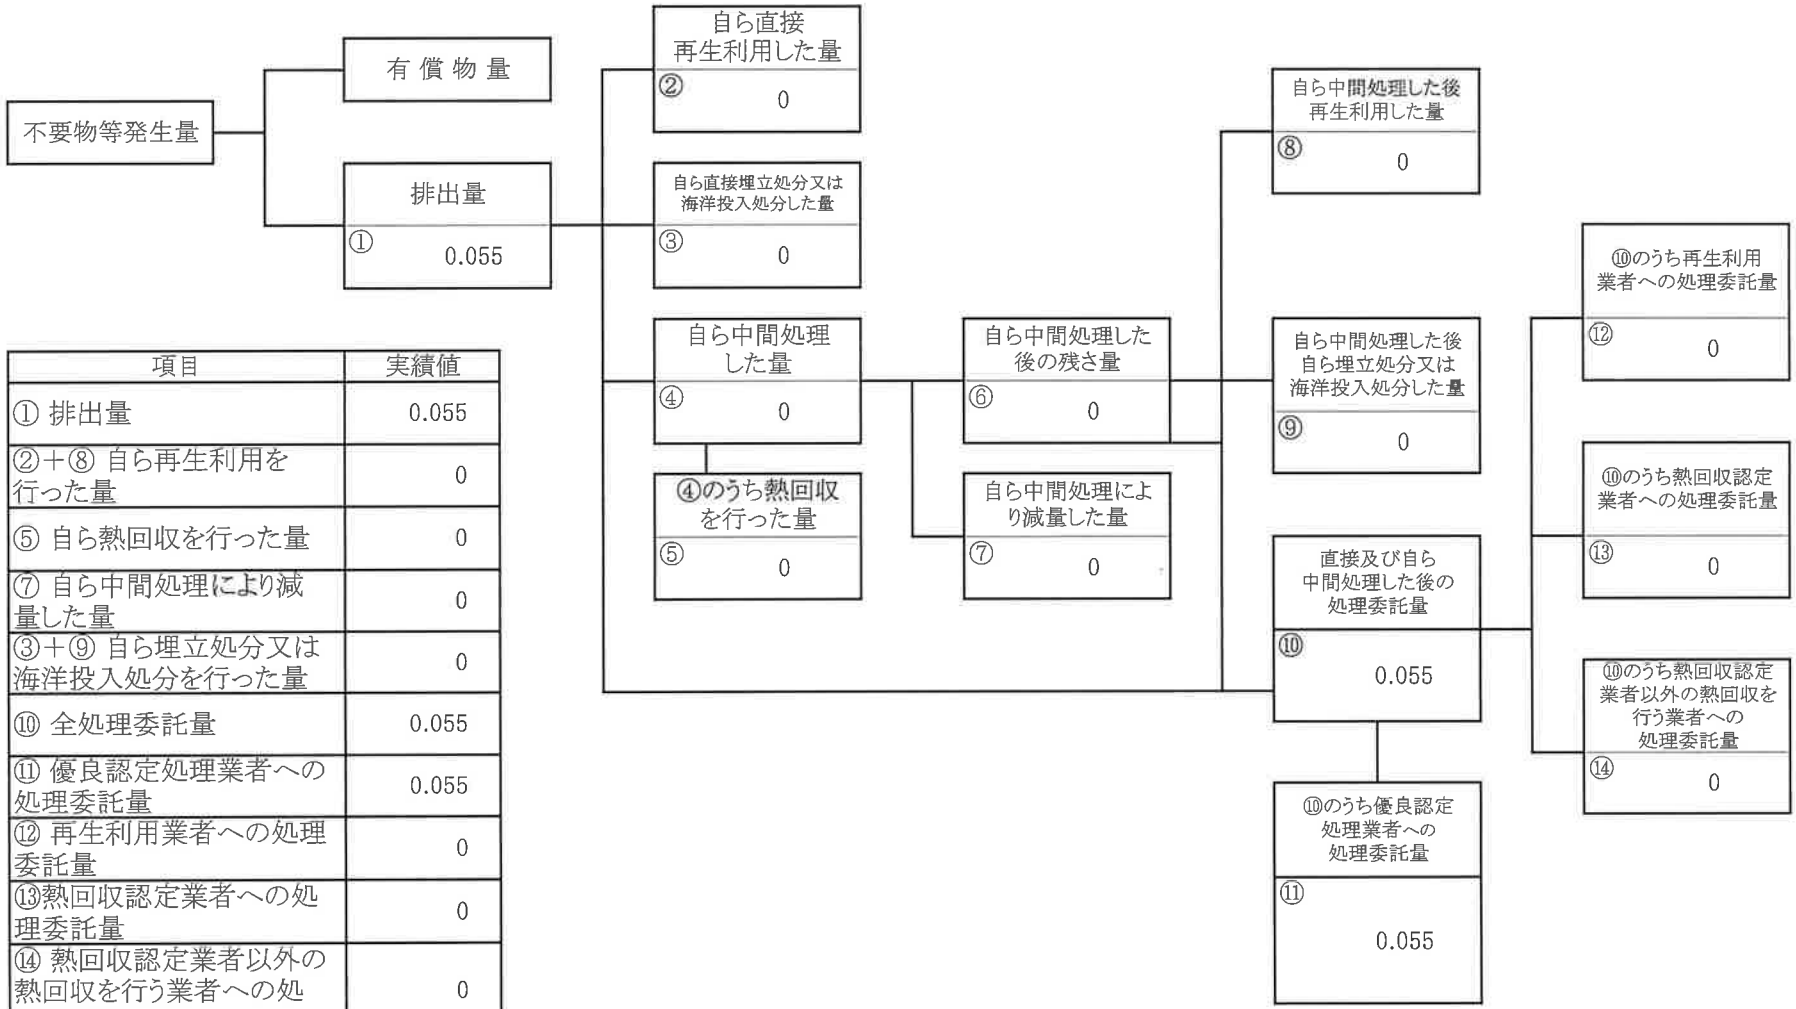 不要物等発生量
有償物量
排出量
① 0.055
自ら直接
再生利用した量
② 0
自ら直接埋立処分又は
海洋投入処分した量
③ 0
自ら中間処理
した量
④ 0
④のうち熱回収
を行った量
⑤ 0
自ら中間処理した
後の残さ量
⑥ 0
自ら中間処理によ
り減量した量
⑦ 0
自ら中間処理した後
再生利用した量
⑧ 0
自ら中間処理した後
自ら埋立処分又は
海洋投入処分した量
⑨ 0
直接及び自ら
中間処理した後の
処理委託量
⑩ 0.055
⑩のうち優良認定
処理業者への
処理委託量
⑪ 0.055
⑩のうち再生利用
業者への処理委託量
⑫ 0
⑩のうち熱回収認定
業者への処理委託量
⑬ 0
⑩のうち熱回収認定
業者以外の熱回収を
行う業者への
処理委託量
⑭ 0
項目 実績値
① 排出量 0.055
②+⑧ 自ら再生利用を
行った量 0
⑤ 自ら熱回収を行った量 0
⑦ 自ら中間処理により減
量した量 0
③+⑨ 自ら埋立処分又は
海洋投入処分を行った量 0
⑩ 全処理委託量 0.055
⑪ 優良認定処理業者への
処理委託量 0.055
⑫ 再生利用業者への処理
委託量 0
⑬熱回収認定業者への処
理委託量 0
⑭ 熱回収認定業者以外の
熱回収を行う業者への処 0